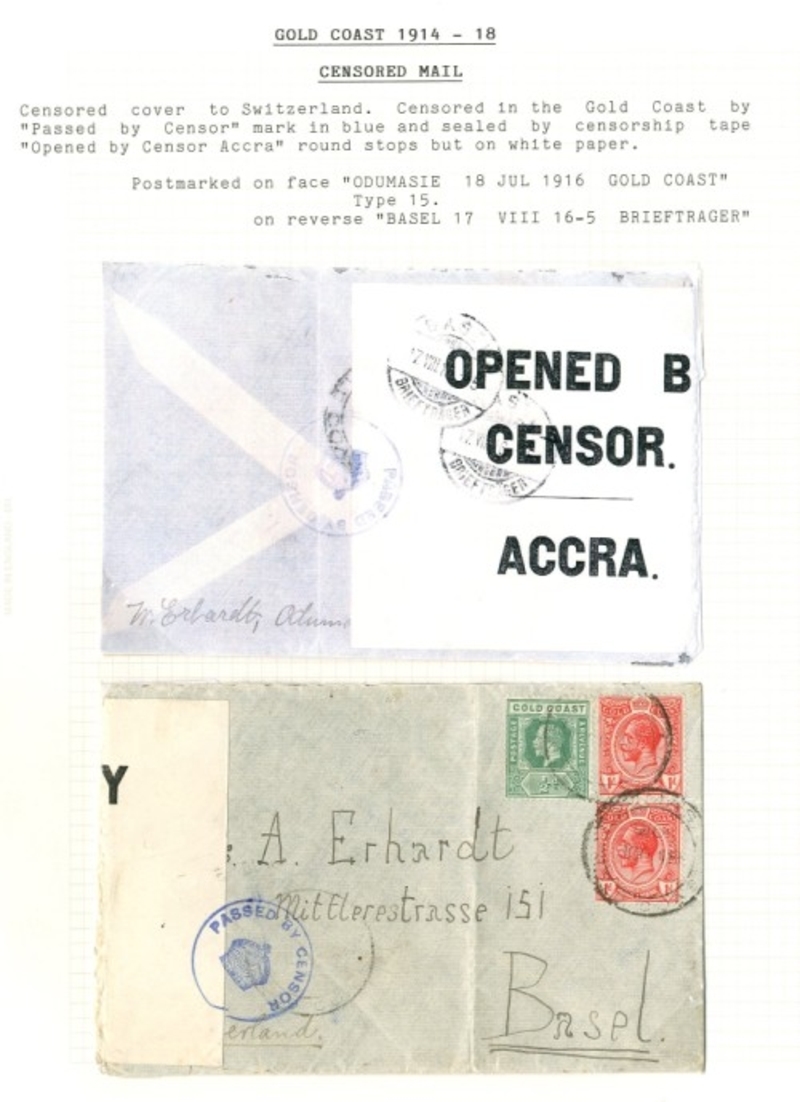 GOLD COAST 1914 - 18
CENSORED MAIL
Censored cover to Switzerland. Censored in the Gold Coast by
"Passed by Censor" mark in blue and sealed by censorship tape
"Opened by Censor Accra" round stops but on white paper.
Postmarked on face "ODUMASIE 18 JUL 1916 GOLD COAST"
Type 15.
on reverse "BASEL 17 VIII 16-5 BRIEFTRAGER"
OPENED B
CENSOR.
ACCRA.
BRIEFTRAGER
BRIEFTRAGER
PASSED BY
W. Erhardt, Odum
GOLD COAST
POSTAGE
REVENUE
Y
A. Erhardt
Mittlerestrasse 151
Basel.
PASSED BY CENSOR
erland.